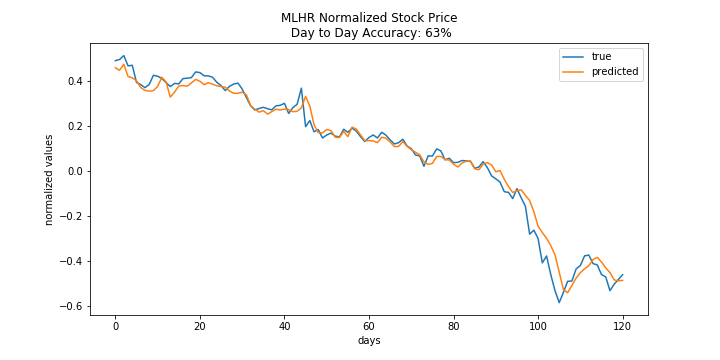 MLHR Normalized Stock Price
Day to Day Accuracy: 63%
true
predicted
normalized values
0.4
0.2
0.0
−0.2
−0.4
−0.6
0
20
40
60
80
100
120
days